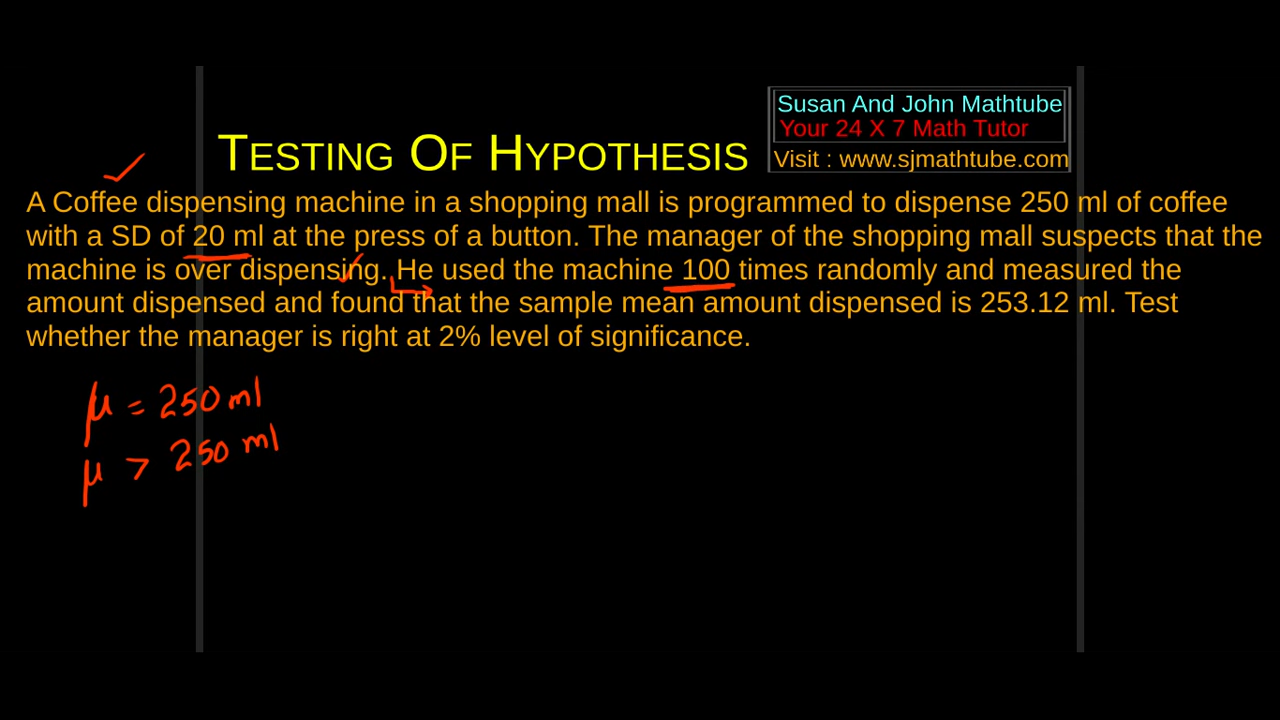 Susan And John Mathtube
Your 24 X 7 Math Tutor
Visit : www.sjmathtube.com
TESTING OF HYPOTHESIS
A Coffee dispensing machine in a shopping mall is programmed to dispense 250 ml of coffee
with a SD of 20 ml at the press of a button. The manager of the shopping mall suspects that the
machine is over dispensing. He used the machine 100 times randomly and measured the
amount dispensed and found that the sample mean amount dispensed is 253.12 ml. Test
whether the manager is right at 2% level of significance.
μ = 250 ml
μ > 250 ml